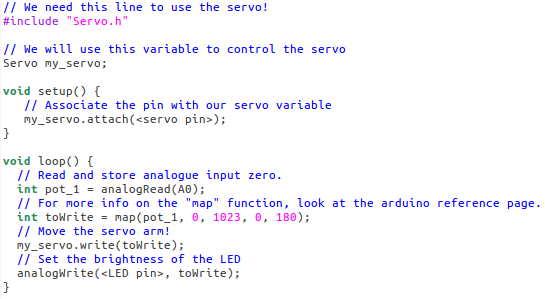 // We need this line to use the servo!
#include "Servo.h"
// We will use this variable to control the servo
Servo my_servo;
void setup() {
// Associate the pin with our servo variable
my_servo.attach(<servo pin>);
}
void loop() {
// Read and store analogue input zero.
int pot_1 = analogRead(A0);
// For more info on the "map" function, look at the arduino reference page.
int toWrite = map(pot_1, 0, 1023, 0, 180);
// Move the servo arm!
my_servo.write(toWrite);
// Set the brightness of the LED
analogWrite(<LED pin>, toWrite);
}